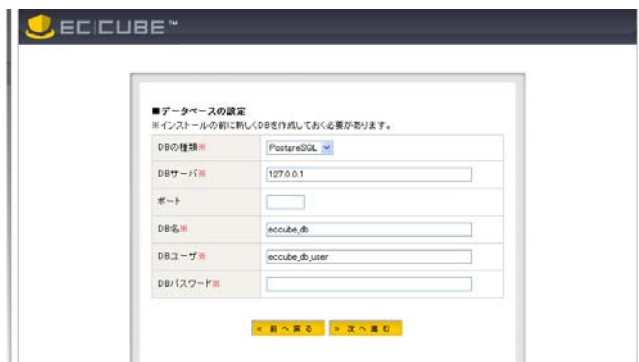 EC CUBE™
■データベースの設定
※インストールの前に新しくDBを作成しておく必要があります。
DBの種類※ PostgreSQL
DBサーバ※ 127.0.0.1
ポート
DB名※ eccube_db
DBユーザ※ eccube_db_user
DBパスワード※
« 前へ戻る » 次へ進む